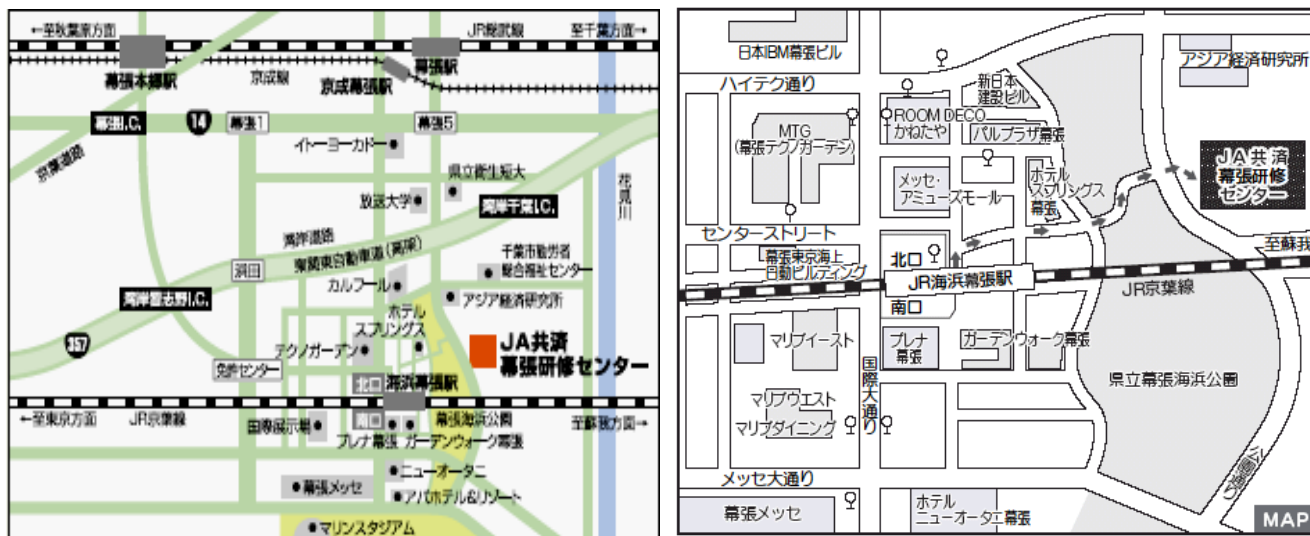 ←至秋葉原方面
JR総武線
至千葉方面→
幕張本郷駅
京成線
京成幕張駅
幕張駅
幕張I.C.
14
幕張1
幕張5
イトーヨーカドー
京葉道路
県立衛生短大
放送大学
湾岸千葉I.C.
花見川
湾岸道路
東関東自動車道(高架)
千葉市勤労者
総合福祉センター
浜田
カルフール
アジア経済研究所
湾岸習志野I.C.
ホテル
スプリングス
357
テクノガーデン
JA共済
幕張研修センター
免許センター
北口
海浜幕張駅
←至東京方面
JR京葉線
国際展示場
南口
幕張海浜公園
至蘇我方面→
プレナ幕張
ガーデンウォーク幕張
ニューオータニ
幕張メッセ
アパホテル&リゾート
マリンスタジアム
日本IBM幕張ビル
アジア経済研究所
ハイテク通り
新日本
建設ビル
ROOM DECO
かねたや
MTG
(幕張テクノガーデン)
パルプラザ幕張
JA共済
幕張研修
センター
メッセ・
アミューズモール
ホテル
スプリングス
幕張
センターストリート
至蘇我
幕張東京海上
日動ビルディング
北口
JR海浜幕張駅
JR京葉線
南口
マリブイースト
プレナ
幕張
ガーデンウォーク幕張
国際大通り
県立幕張海浜公園
マリブウエスト
マリブダイニング
公園通り
メッセ大通り
幕張メッセ
ホテル
ニューオータニ幕張
MAP